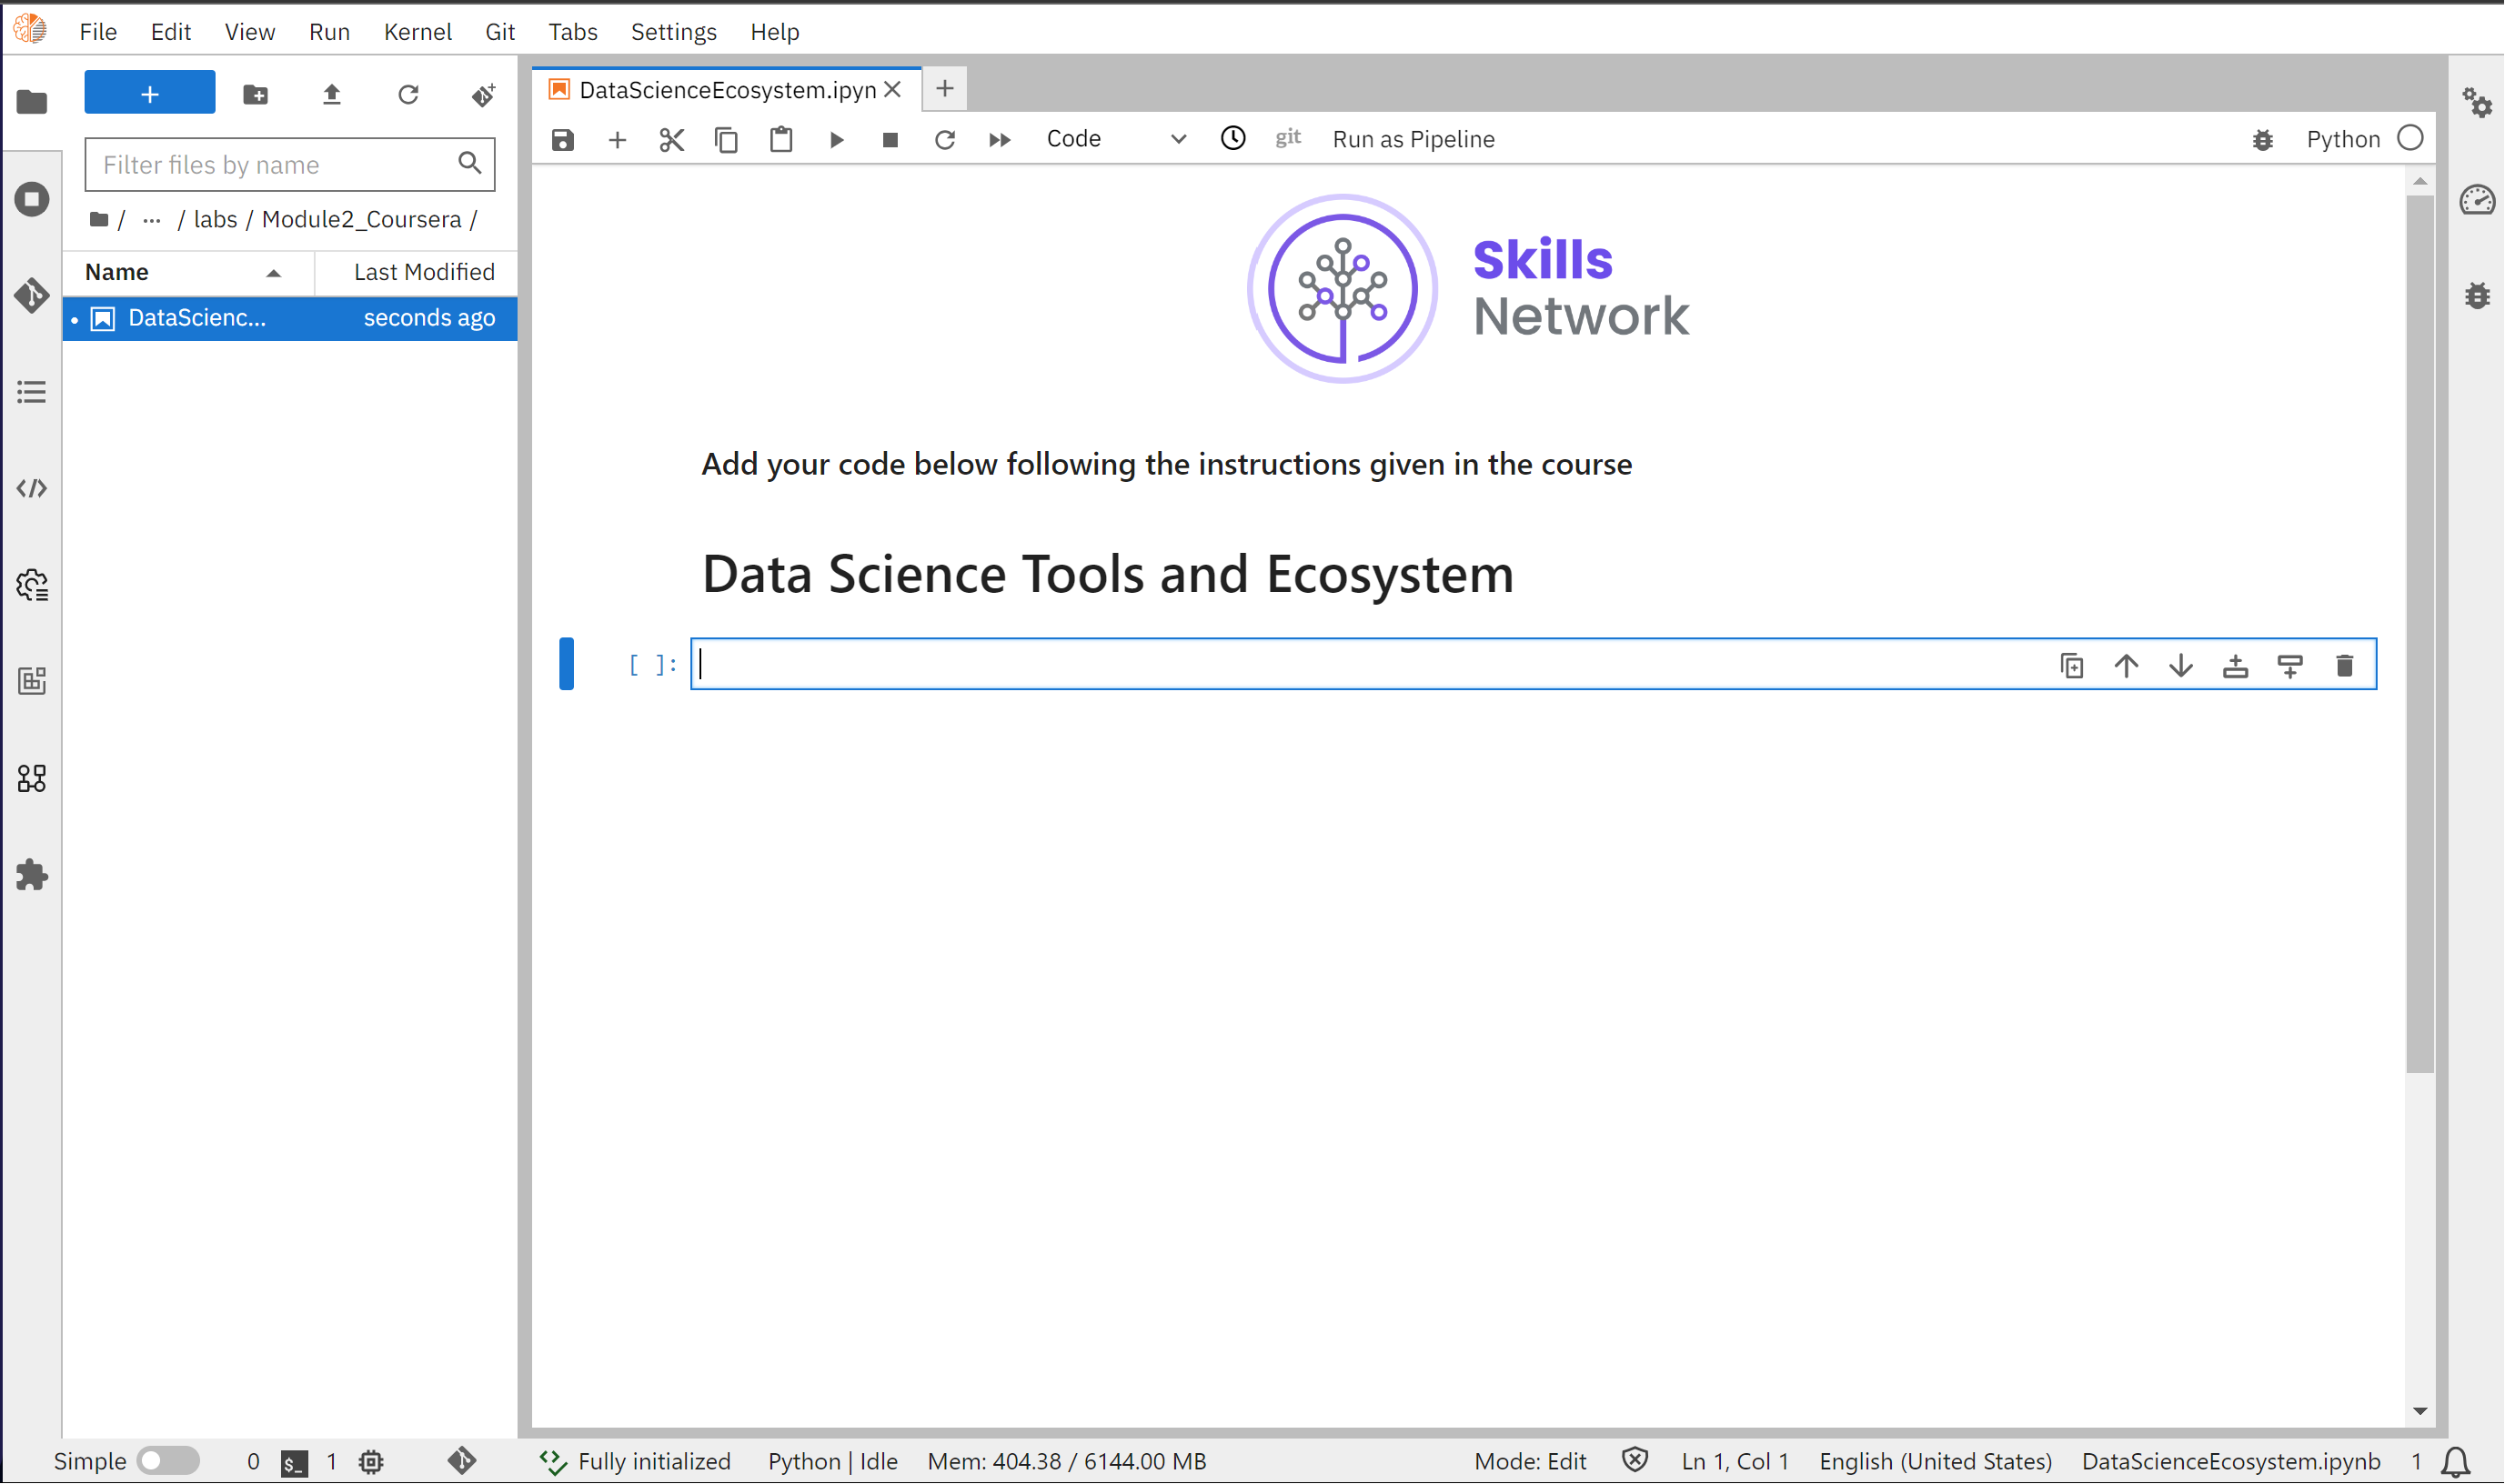 File Edit View Run Kernel Git Tabs Settings Help
DataScienceEcosystem.ipyn
Code git Run as Pipeline Python
Filter files by name
/ ... / labs / Module2_Coursera /
Name Last Modified
DataScienc... seconds ago
Skills
Network
Add your code below following the instructions given in the course
Data Science Tools and Ecosystem
[ ]:
Simple 0 $_ 1 Fully initialized Python | Idle Mem: 404.38 / 6144.00 MB Mode: Edit Ln 1, Col 1 English (United States) DataScienceEcosystem.ipynb 1